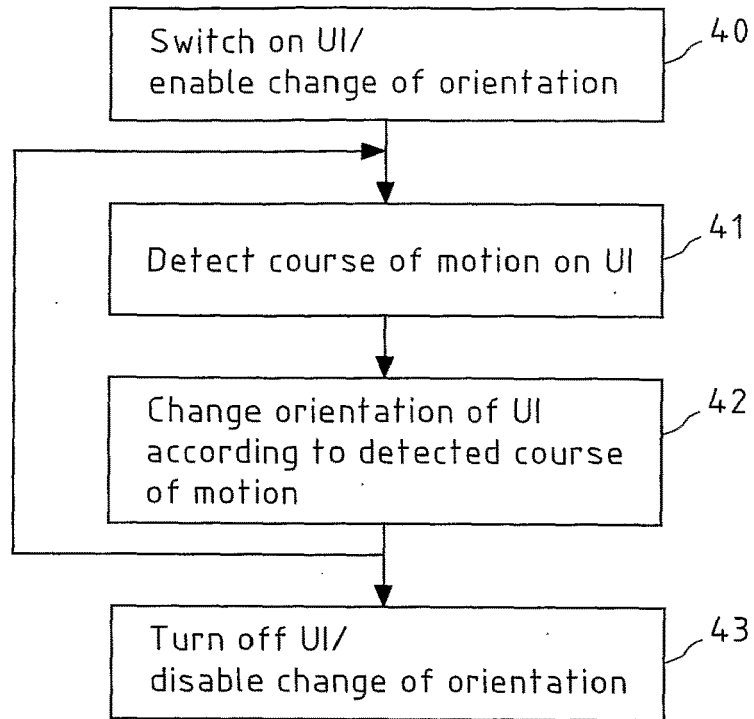 Switch on UI/
enable change of orientation
40
Detect course of motion on UI
41
Change orientation of UI
according to detected course
of motion
42
Turn off UI/
disable change of orientation
43